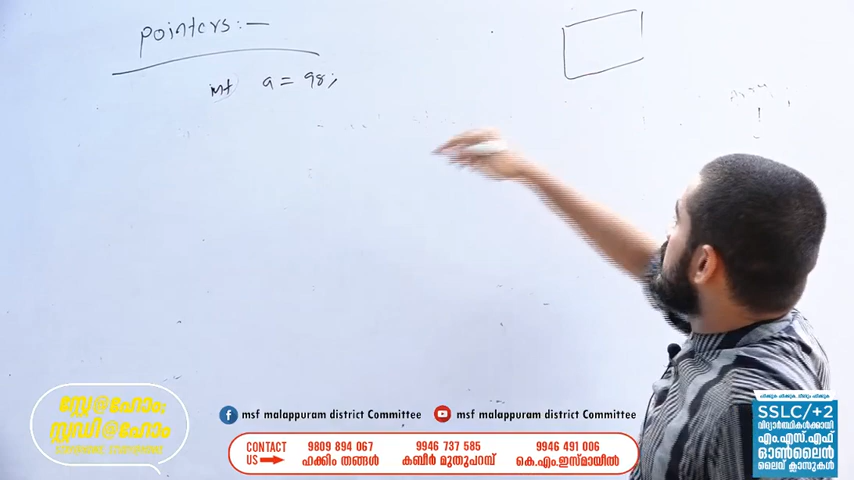 pointers:-
int a = 98;
സ്റ്റേ@ഹോം;
സ്റ്റഡി@ഹോം
msf malappuram district Committee
msf malappuram district Committee
CONTACT US
9809 894 067
ഹക്കീം തങ്ങൾ
9946 737 585
കബീർ മുതുപറമ്പ്
9946 491 006
കെ.എം.ഇസ്മായീൽ
SSLC/+2
വിദ്യാർത്ഥികൾക്കായി
എം.എസ്.എഫ്
ഓൺലൈൻ
ലൈവ് ക്ലാസുകൾ